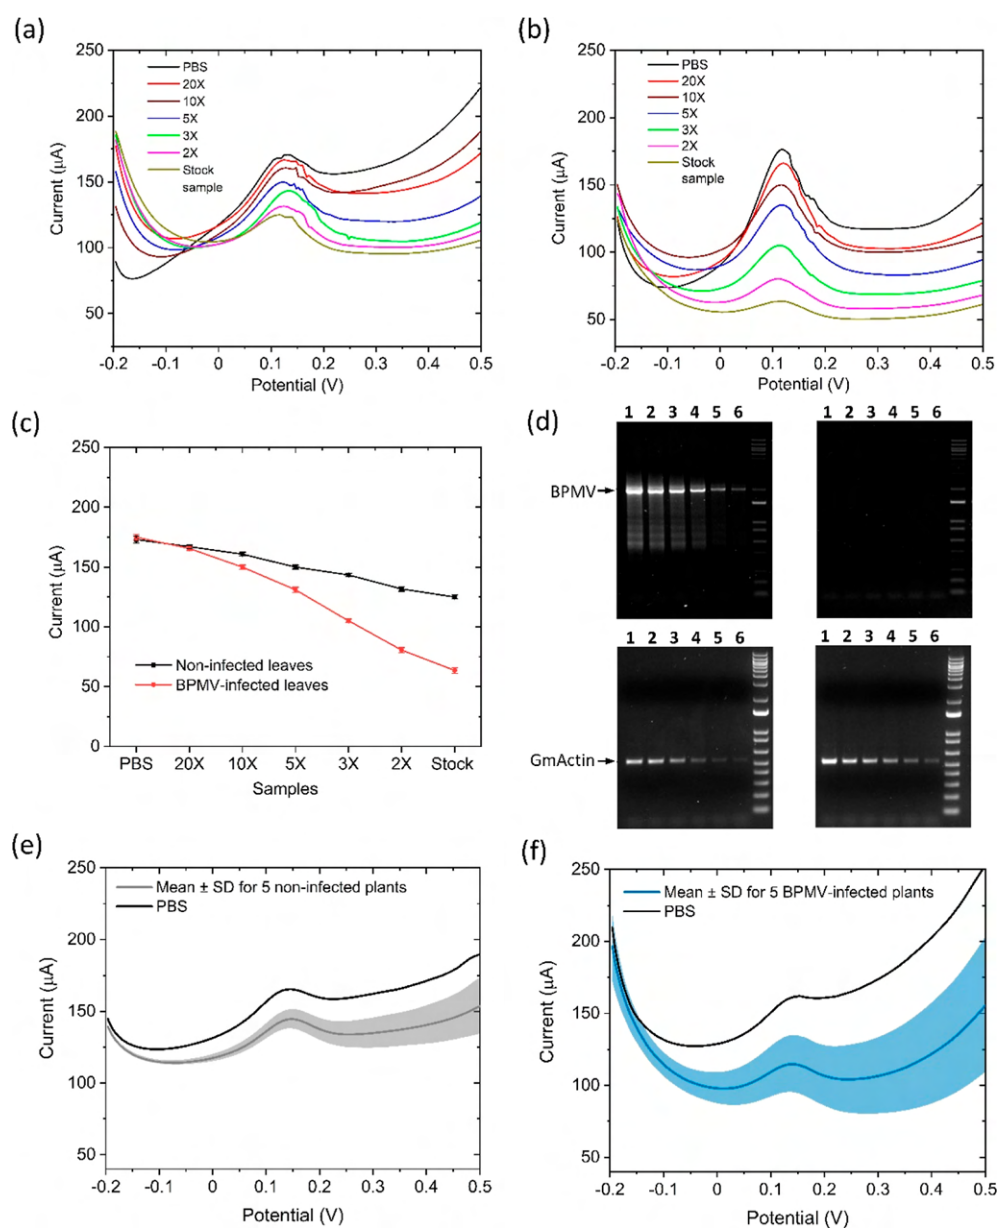 (a)
250
200
150
100
50
Current (µA)
PBS
20X
10X
5X
3X
2X
Stock
sample
-0.2 -0.1 0 0.1 0.2 0.3 0.4 0.5
Potential (V)
(b)
250
200
150
100
50
Current (µA)
PBS
20X
10X
5X
3X
2X
Stock
sample
-0.2 -0.1 0 0.1 0.2 0.3 0.4 0.5
Potential (V)
(c)
250
200
150
100
50
0
Current (µA)
Non-infected leaves
BPMV-infected leaves
PBS 20X 10X 5X 3X 2X Stock
Samples
(d)
1 2 3 4 5 6
1 2 3 4 5 6
BPMV
1 2 3 4 5 6
1 2 3 4 5 6
GmActin
(e)
250
200
150
100
50
Current (µA)
Mean ± SD for 5 non-infected plants
PBS
-0.2 -0.1 0 0.1 0.2 0.3 0.4 0.5
Potential (V)
(f)
250
200
150
100
50
Current (µA)
Mean ± SD for 5 BPMV-infected plants
PBS
-0.2 -0.1 0 0.1 0.2 0.3 0.4 0.5
Potential (V)